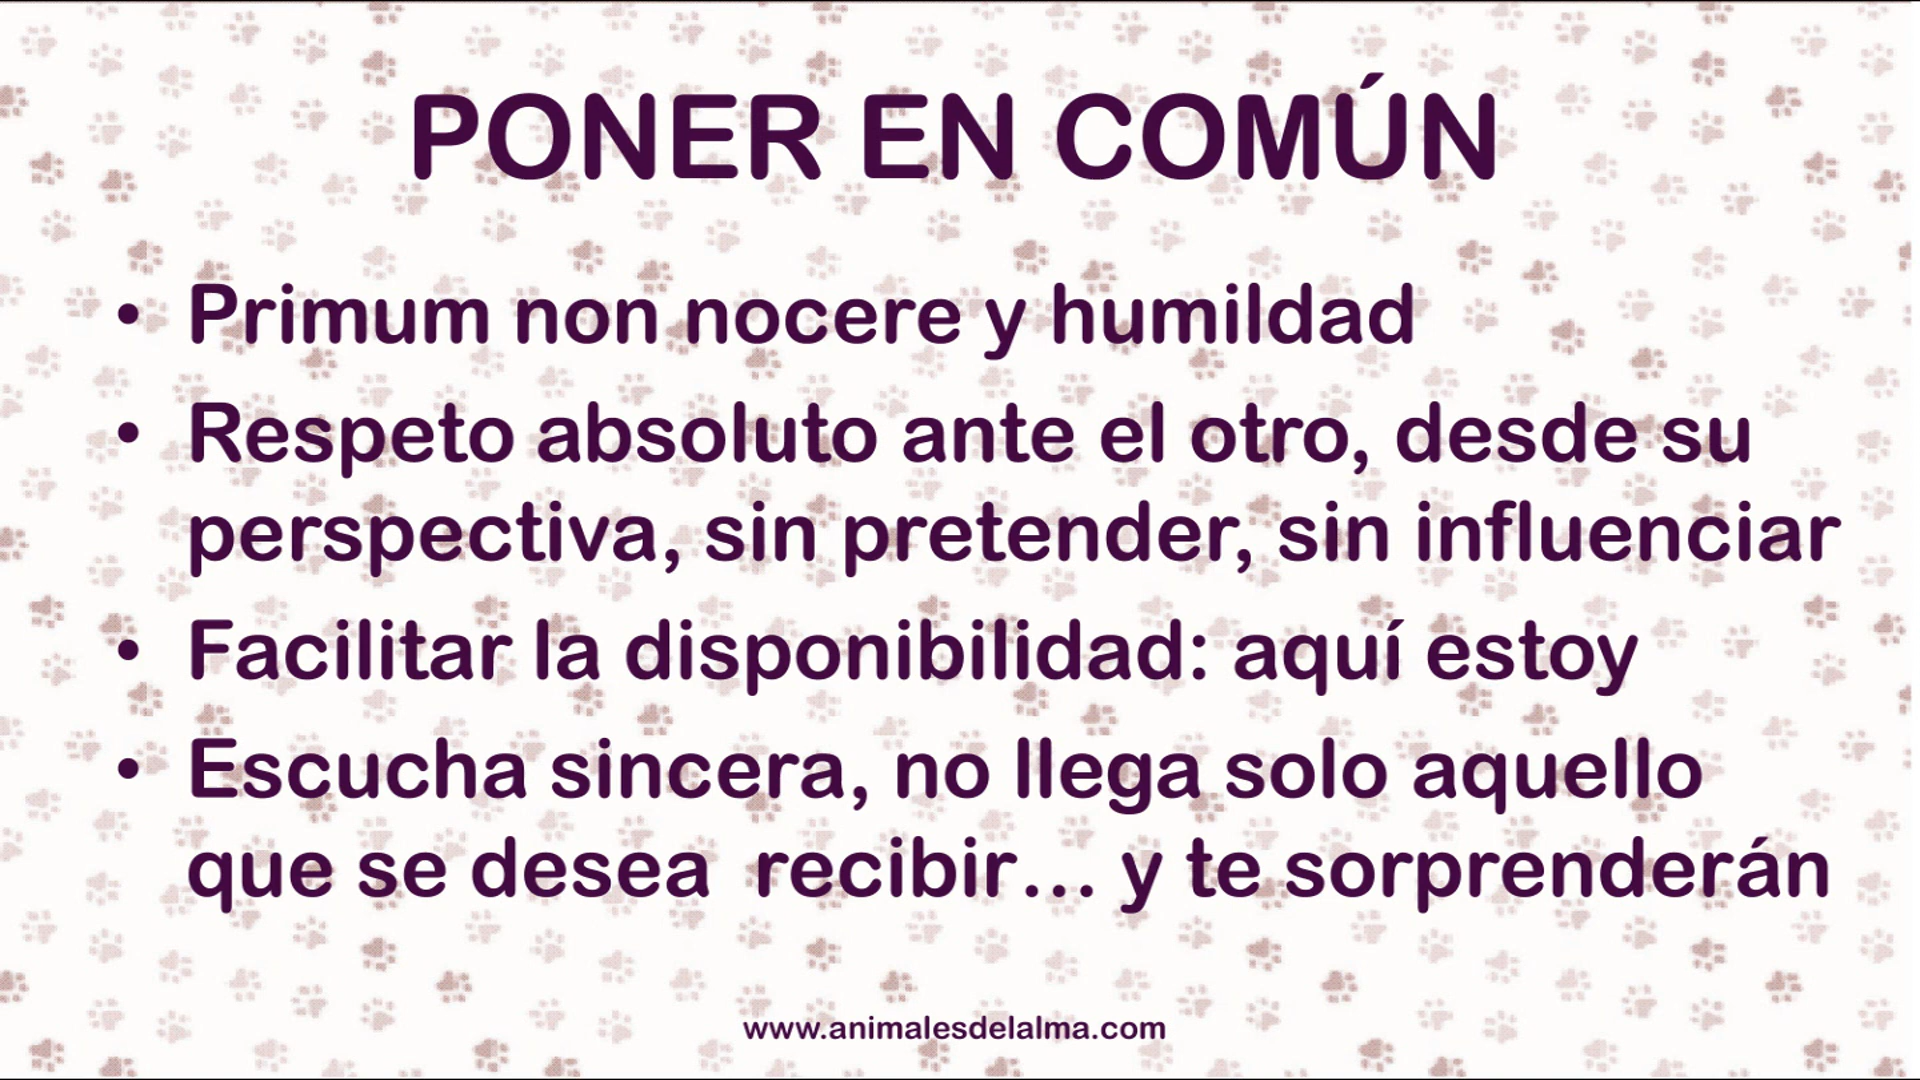 PONER EN COMÚN
• Primum non nocere y humildad
• Respeto absoluto ante el otro, desde su
perspectiva, sin pretender, sin influenciar
• Facilitar la disponibilidad: aquí estoy
• Escucha sincera, no llega solo aquello
que se desea  recibir... y te sorprenderán
www.animalesdelalma.com